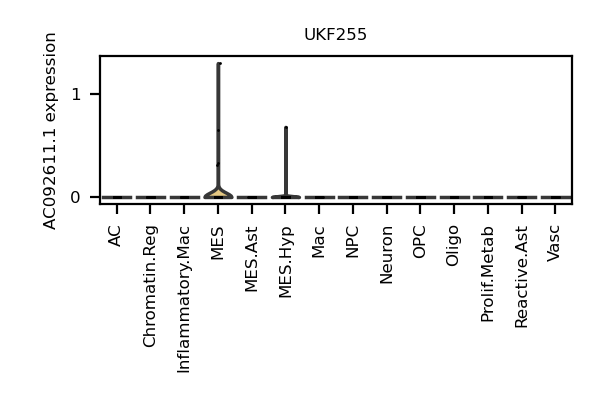 UKF255
AC092611.1 expression
1
0
AC
Chromatin.Reg
Inflammatory.Mac
MES
MES.Ast
MES.Hyp
Mac
NPC
Neuron
OPC
Oligo
Prolif.Metab
Reactive.Ast
Vasc